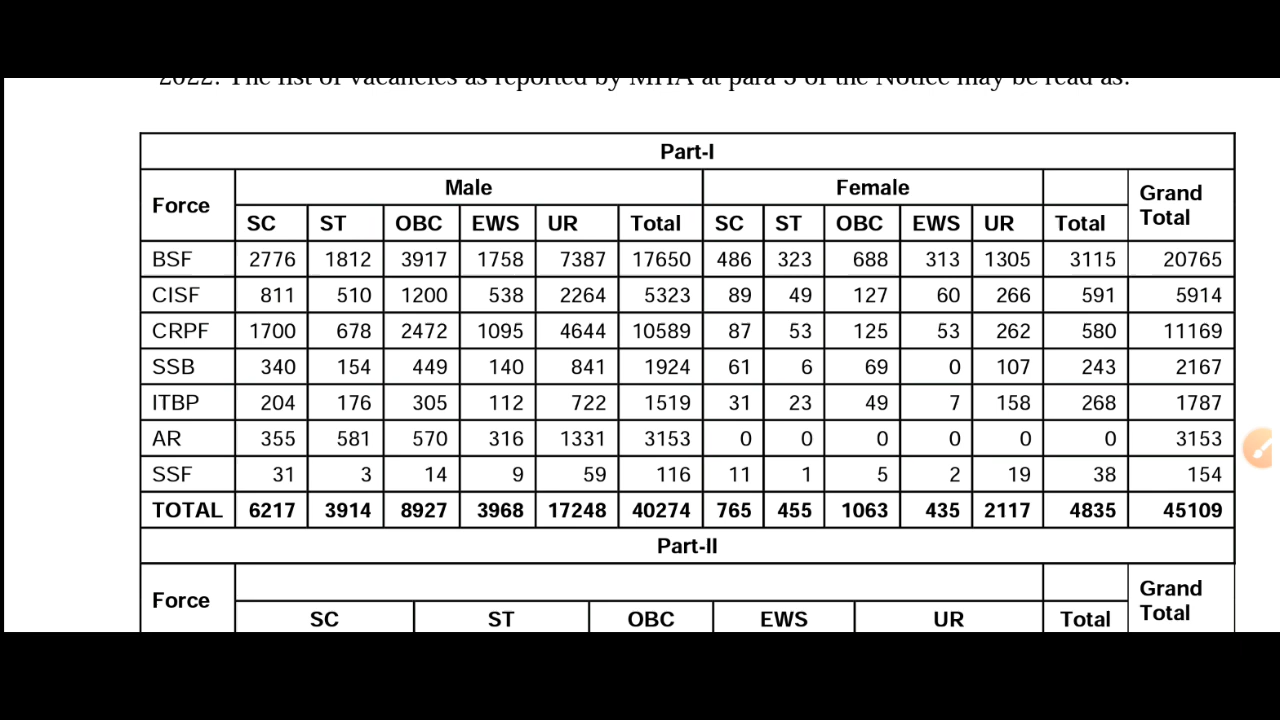 2022. The list of vacancies as reported by MHA at para 3 of the Notice may be read as:
Part-I
Force Male Female Grand Total
SC ST OBC EWS UR Total SC ST OBC EWS UR Total
BSF 2776 1812 3917 1758 7387 17650 486 323 688 313 1305 3115 20765
CISF 811 510 1200 538 2264 5323 89 49 127 60 266 591 5914
CRPF 1700 678 2472 1095 4644 10589 87 53 125 53 262 580 11169
SSB 340 154 449 140 841 1924 61 6 69 0 107 243 2167
ITBP 204 176 305 112 722 1519 31 23 49 7 158 268 1787
AR 355 581 570 316 1331 3153 0 0 0 0 0 0 3153
SSF 31 3 14 9 59 116 11 1 5 2 19 38 154
TOTAL 6217 3914 8927 3968 17248 40274 765 455 1063 435 2117 4835 45109
Part-II
Force Grand Total
SC ST OBC EWS UR Total